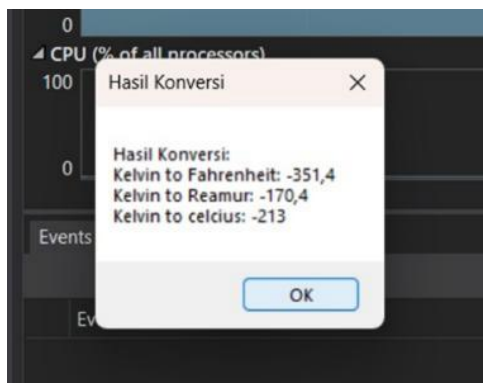 0
CPU (% of all processors)
100
0
Hasil Konversi
Hasil Konversi:
Kelvin to Fahrenheit: -351,4
Kelvin to Reamur: -170,4
Kelvin to celcius: -213
OK
Events